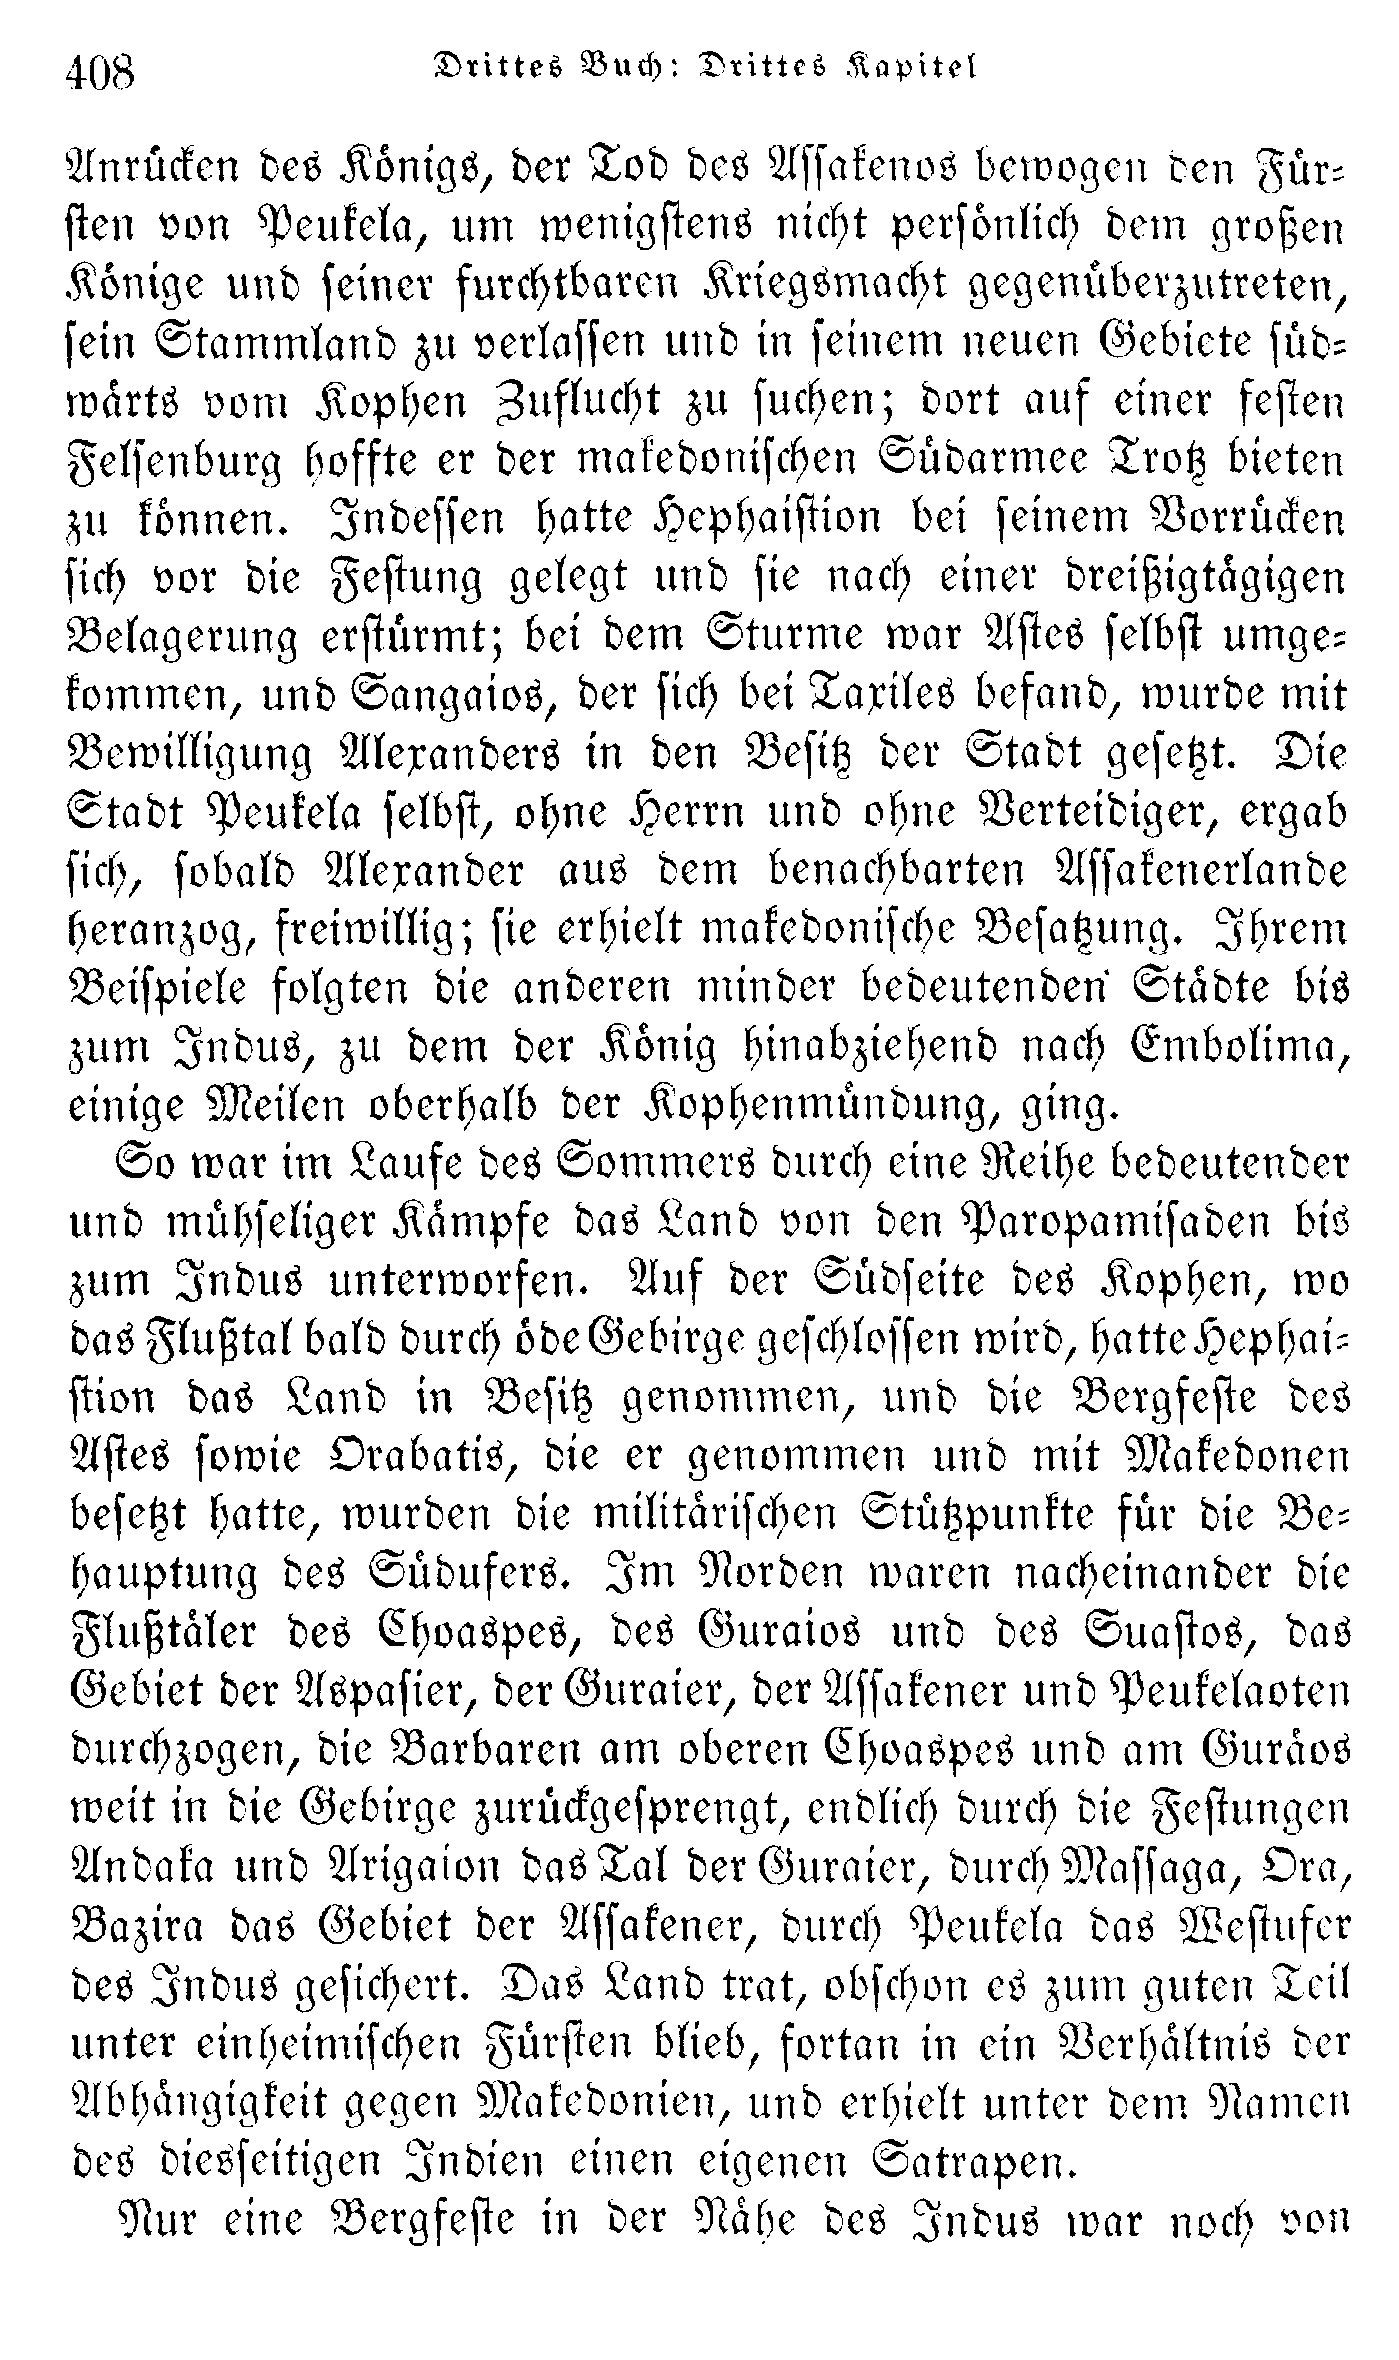 408 Drittes Buch: Drittes Kapitel
Anrücken des Königs, der Tod des Assakenos bewogen den Für-
sten von Peukela, um wenigstens nicht persönlich dem großen
Könige und seiner furchtbaren Kriegsmacht gegenüberzutreten,
sein Stammland zu verlassen und in seinem neuen Gebiete süd-
wärts vom Kophen Zuflucht zu suchen; dort auf einer festen
Felsenburg hoffte er der makedonischen Südarmee Trotz bieten
zu können. Indessen hatte Hephaistion bei seinem Vorrücken
sich vor die Festung gelegt und sie nach einer dreißigtägigen
Belagerung erstürmt; bei dem Sturme war Astes selbst umge-
kommen, und Sangaios, der sich bei Taxiles befand, wurde mit
Bewilligung Alexanders in den Besitz der Stadt gesetzt. Die
Stadt Peukela selbst, ohne Herrn und ohne Verteidiger, ergab
sich, sobald Alexander aus dem benachbarten Assakenerlande
heranzog, freiwillig; sie erhielt makedonische Besatzung. Ihrem
Beispiele folgten die anderen minder bedeutenden Städte bis
zum Indus, zu dem der König hinabziehend nach Embolima,
einige Meilen oberhalb der Kophenmündung, ging.
So war im Laufe des Sommers durch eine Reihe bedeutender
und mühseliger Kämpfe das Land von den Paropamisaden bis
zum Indus unterworfen. Auf der Südseite des Kophen, wo
das Flußtal bald durch öde Gebirge geschlossen wird, hatte Hephai-
stion das Land in Besitz genommen, und die Bergfeste des
Astes sowie Orabatis, die er genommen und mit Makedonen
besetzt hatte, wurden die militärischen Stützpunkte für die Be-
hauptung des Südufers. Im Norden waren nacheinander die
Flußtäler des Choaspes, des Guraios und des Suastos, das
Gebiet der Aspasier, der Guraier, der Assakener und Peukelaoten
durchzogen, die Barbaren am oberen Choaspes und am Guräos
weit in die Gebirge zurückgesprengt, endlich durch die Festungen
Andaka und Arigaion das Tal der Guraier, durch Massaga, Ora,
Bazira das Gebiet der Assakener, durch Peukela das Westufer
des Indus gesichert. Das Land trat, obschon es zum guten Teil
unter einheimischen Fürsten blieb, fortan in ein Verhältnis der
Abhängigkeit gegen Makedonien, und erhielt unter dem Namen
des diesseitigen Indien einen eigenen Satrapen.
Nur eine Bergfeste in der Nähe des Indus war noch von